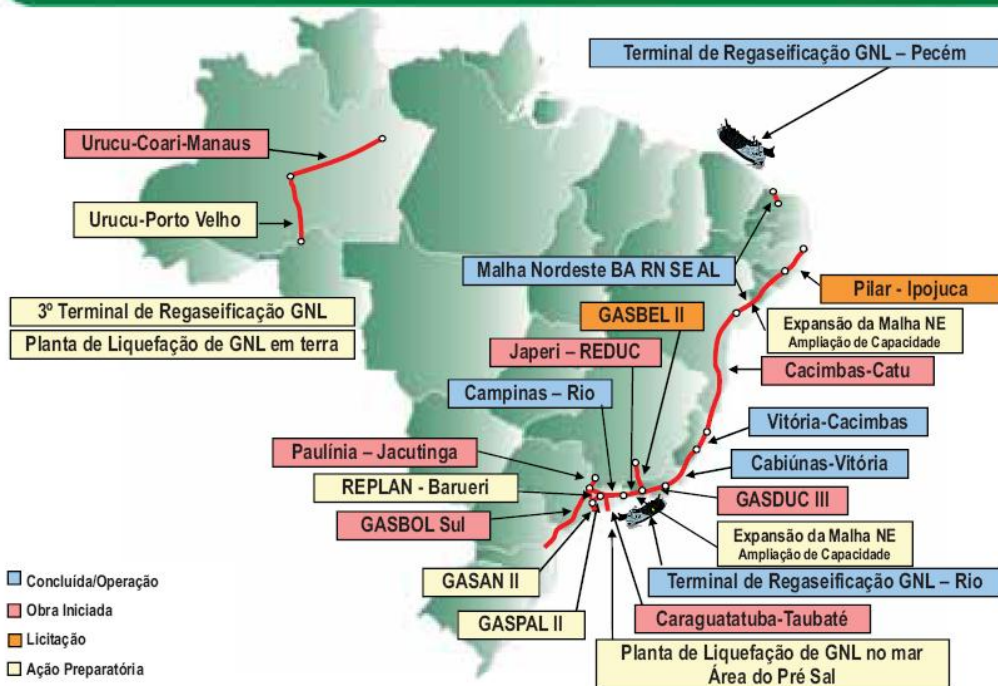 Terminal de Regaseificação GNL – Pecém
Urucu-Coari-Manaus
Urucu-Porto Velho
Malha Nordeste BA RN SE AL
Pilar - Ipojuca
3º Terminal de Regaseificação GNL
GASBEL II
Expansão da Malha NE
Ampliação de Capacidade
Planta de Liquefação de GNL em terra
Japeri – REDUC
Cacimbas-Catu
Campinas – Rio
Vitória-Cacimbas
Paulínia – Jacutinga
Cabiúnas-Vitória
REPLAN - Barueri
GASDUC III
GASBOL Sul
Expansão da Malha NE
Ampliação de Capacidade
GASAN II
Terminal de Regaseificação GNL – Rio
GASPAL II
Caraguatatuba-Taubaté
Planta de Liquefação de GNL no mar
Área do Pré Sal
Concluída/Operação
Obra Iniciada
Licitação
Ação Preparatória